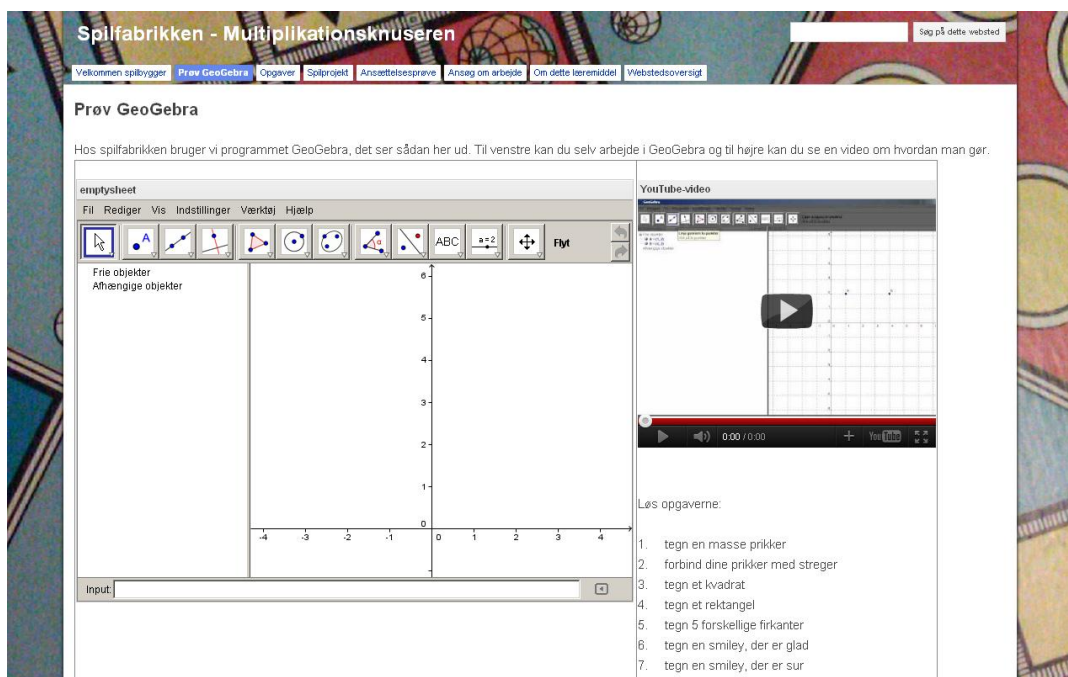 Spilfabrikken - Multiplikationsknuseren
Søg på dette websted
Velkommen spilbygger Prøv GeoGebra Opgaver Spilprojekt Ansættelsesprøve Ansøg om arbejde Om dette læremiddel Webstedsoversigt
Prøv GeoGebra
Hos spilfabrikken bruger vi programmet GeoGebra, det ser sådan her ud. Til venstre kan du selv arbejde i GeoGebra og til højre kan du se en video om hvordan man gør.
emptysheet
Fil Rediger Vis Indstillinger Værktøj Hjælp
A ABC a=2 Flyt
Frie objekter
Afhængige objekter
6
5
4
3
2
1
0
-4 -3 -2 -1 0 1 2 3 4
Input:
YouTube-video
0:00 / 0:00 YouTube
Løs opgaverne:
1. tegn en masse prikker
2. forbind dine prikker med streger
3. tegn et kvadrat
4. tegn et rektangel
5. tegn 5 forskellige firkanter
6. tegn en smiley, der er glad
7. tegn en smiley, der er sur